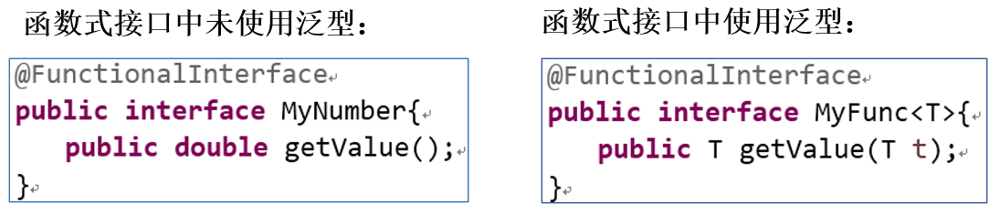 函数式接口中未使用泛型：
@FunctionalInterface↵
public interface MyNumber{↵
public double getValue();↵
}↵
函数式接口中使用泛型：
@FunctionalInterface↵
public interface MyFunc<T>{↵
public T getValue(T t);↵
}↵